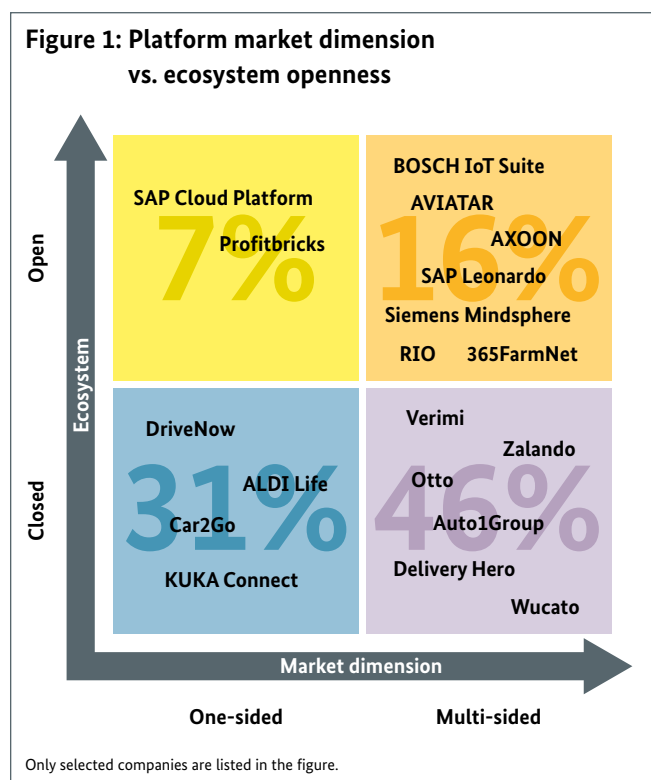 Figure 1: Platform market dimension
vs. ecosystem openness
Ecosystem
Open
Closed
SAP Cloud Platform
Profitbricks
7%
BOSCH IoT Suite
AVIATAR
AXOON
16%
SAP Leonardo
Siemens Mindsphere
RIO 365FarmNet
DriveNow
ALDI Life
31%
Car2Go
KUKA Connect
Verimi
Zalando
Otto
46%
Auto1Group
Delivery Hero
Wucato
Market dimension
One-sided Multi-sided
Only selected companies are listed in the figure.